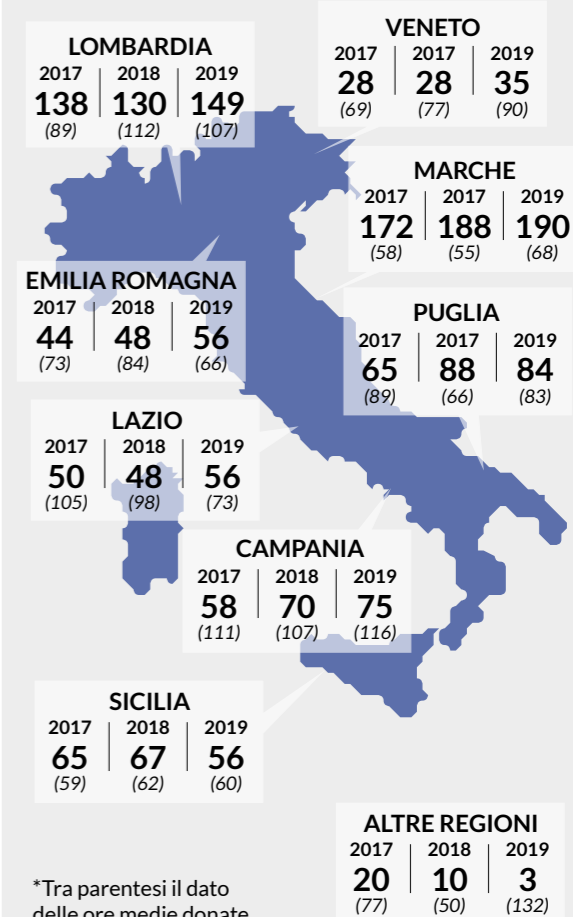 LOMBARDIA
2017 2018 2019
138 130 149
(89) (112) (107)
VENETO
2017 2017 2019
28 28 35
(69) (77) (90)
MARCHE
2017 2017 2019
172 188 190
(58) (55) (68)
EMILIA ROMAGNA
2017 2018 2019
44 48 56
(73) (84) (66)
PUGLIA
2017 2017 2019
65 88 84
(89) (66) (83)
LAZIO
2017 2018 2019
50 48 56
(105) (98) (73)
CAMPANIA
2017 2018 2019
58 70 75
(111) (107) (116)
SICILIA
2017 2018 2019
65 67 56
(59) (62) (60)
ALTRE REGIONI
2017 2018 2019
20 10 3
(77) (50) (132)
*Tra parentesi il dato
delle ore medie donate